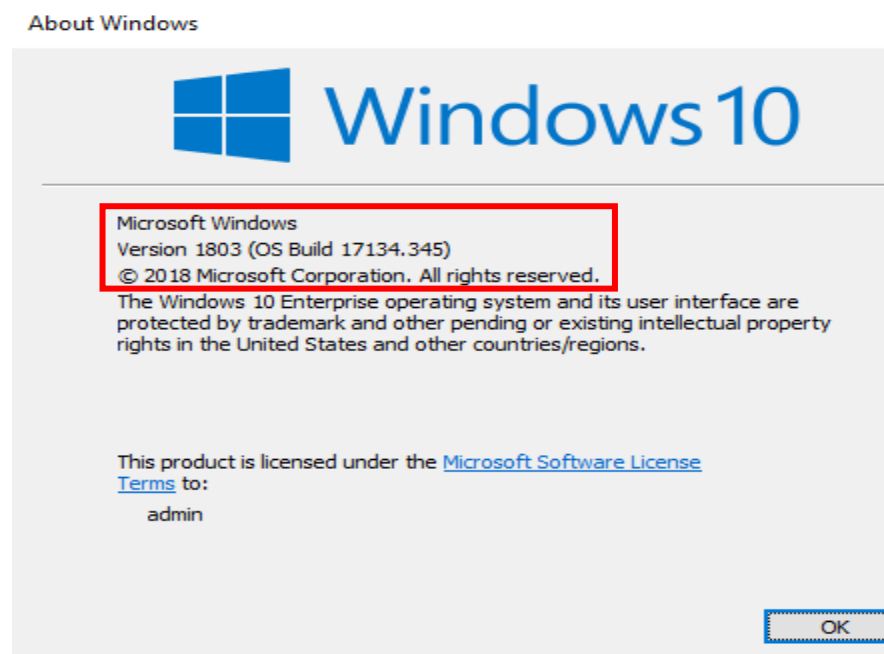 About Windows
Windows 10
Microsoft Windows
Version 1803 (OS Build 17134.345)
© 2018 Microsoft Corporation. All rights reserved.
The Windows 10 Enterprise operating system and its user interface are
protected by trademark and other pending or existing intellectual property
rights in the United States and other countries/regions.
This product is licensed under the Microsoft Software License
Terms to:
admin
OK